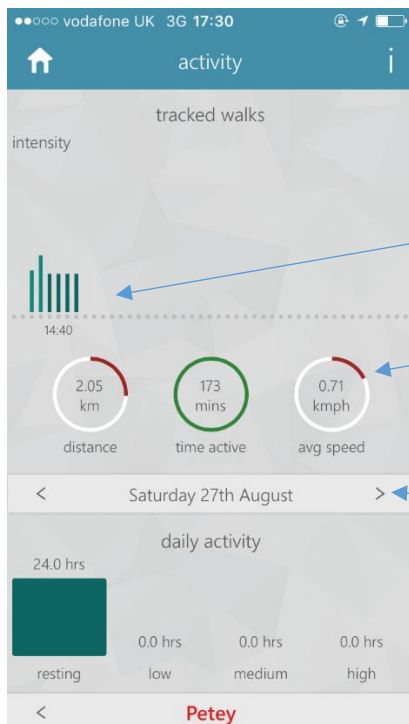 vodafone UK 3G 17:30
activity i
tracked walks
intensity
14:40
2.05 km
173 mins
0.71 kmph
distance time active avg speed
< Saturday 27th August >
daily activity
24.0 hrs
0.0 hrs 0.0 hrs 0.0 hrs
resting low medium high
< Petey